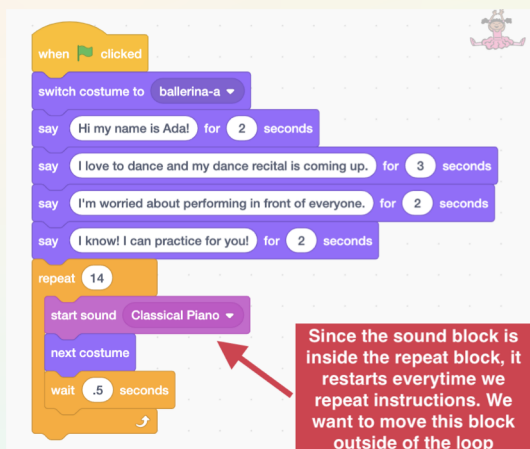 when clicked
switch costume to ballerina-a
say Hi my name is Ada! for 2 seconds
say I love to dance and my dance recital is coming up. for 3 seconds
say I'm worried about performing in front of everyone. for 2 seconds
say I know! I can practice for you! for 2 seconds
repeat 14
start sound Classical Piano
next costume
wait .5 seconds
Since the sound block is
inside the repeat block, it
restarts everytime we
repeat instructions. We
want to move this block
outside of the loop